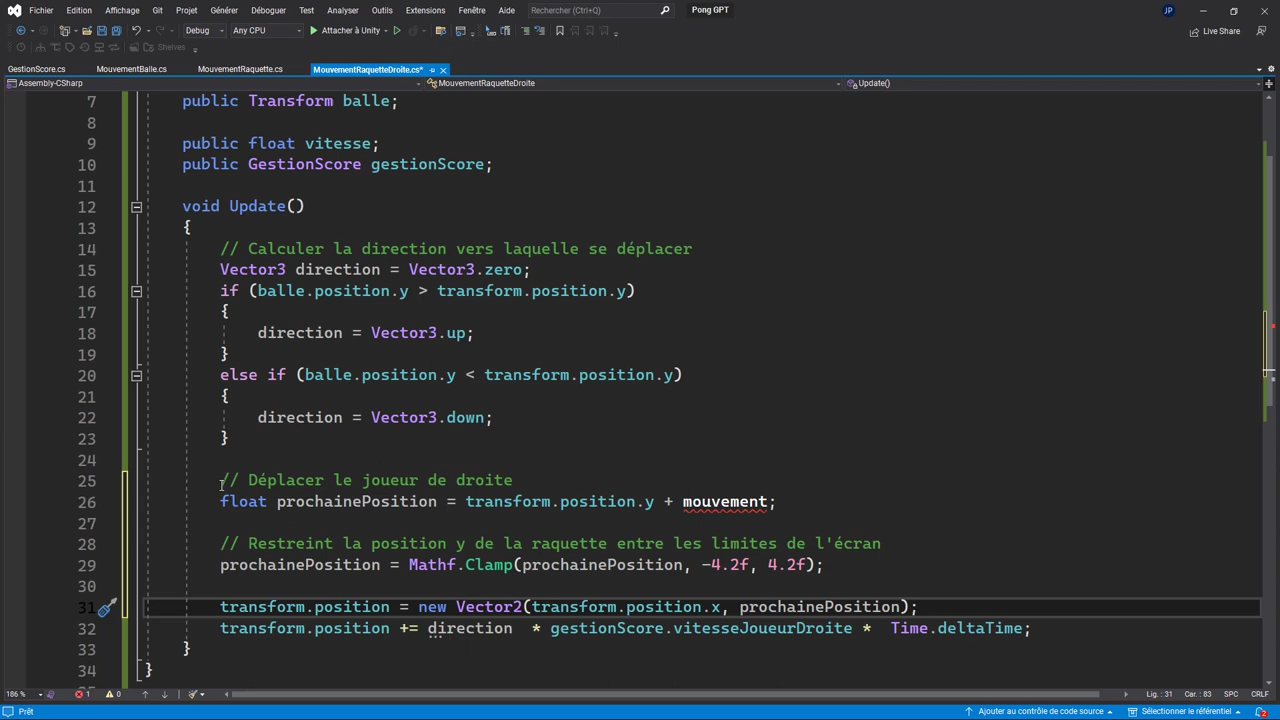 Fichier Edition Affichage Git Projet Générer Déboguer Test Analyser Outils Extensions Fenêtre Aide Rechercher (Ctrl+Q) Pong GPT JP
Debug Any CPU Attacher à Unity Live Share
Shelves
GestionScore.cs MouvementBalle.cs MouvementRaquette.cs MouvementRaquetteDroite.cs*
Assembly-CSharp MouvementRaquetteDroite Update()
7 public Transform balle;
8
9 public float vitesse;
10 public GestionScore gestionScore;
11
12 void Update()
13 {
14 // Calculer la direction vers laquelle se déplacer
15 Vector3 direction = Vector3.zero;
16 if (balle.position.y > transform.position.y)
17 {
18 direction = Vector3.up;
19 }
20 else if (balle.position.y < transform.position.y)
21 {
22 direction = Vector3.down;
23 }
24
25 // Déplacer le joueur de droite
26 float prochainePosition = transform.position.y + mouvement;
27
28 // Restreint la position y de la raquette entre les limites de l'écran
29 prochainePosition = Mathf.Clamp(prochainePosition, -4.2f, 4.2f);
30
31 transform.position = new Vector2(transform.position.x, prochainePosition);
32 transform.position += direction * gestionScore.vitesseJoueurDroite * Time.deltaTime;
33 }
34 }
186 % 1 0 Lig. : 31 Car. : 83 SPC CRLF
Prêt Ajouter au contrôle de code source Sélectionner le référentiel 2